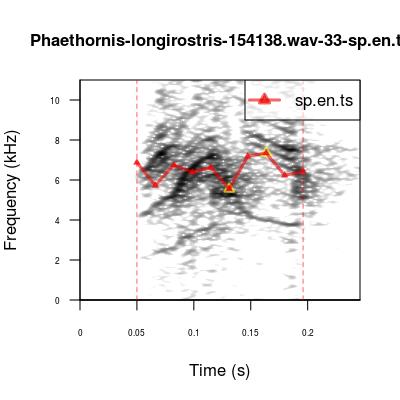 Phaethornis-longirostris-154138.wav-33-sp.en.t
sp.en.ts
10
8
6
4
2
0
Frequency (kHz)
0 0.05 0.1 0.15 0.2
Time (s)